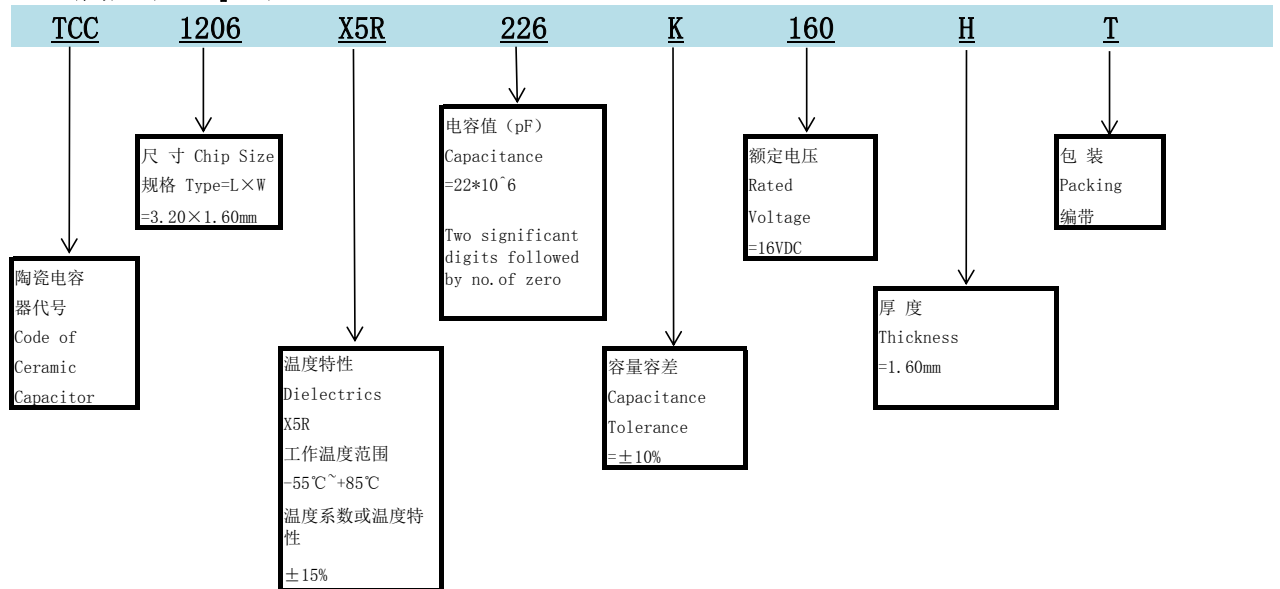 TCC 1206 X5R 226 K 160 H T
陶瓷电容
器代号
Code of
Ceramic
Capacitor
尺 寸 Chip Size
规格 Type=L×W
=3.20×1.60mm
温度特性
Dielectrics
X5R
工作温度范围
-55℃~+85℃
温度系数或温度特
性
±15%
电容值（pF）
Capacitance
=22*10^6
Two significant
digits followed
by no.of zero
容量容差
Capacitance
Tolerance
=±10%
额定电压
Rated
Voltage
=16VDC
厚 度
Thickness
=1.60mm
包 装
Packing
编带